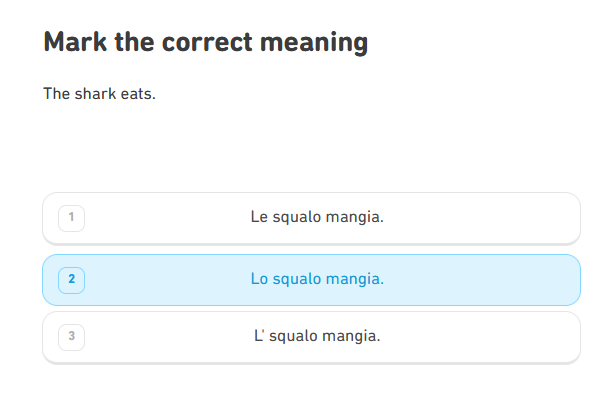 Mark the correct meaning
The shark eats.
1 Le squalo mangia.
2 Lo squalo mangia.
3 L' squalo mangia.